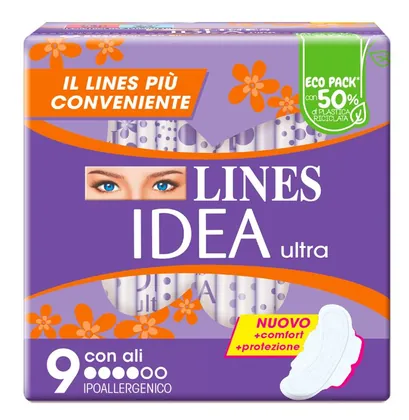 IL LINES PIÙ
CONVENIENTE
ECO PACK*
con 50%
di PLASTICA
RICICLATA
LINES
IDEA ultra
NUOVO
+comfort
+protezione
9 con ali
IPOALLERGENICO